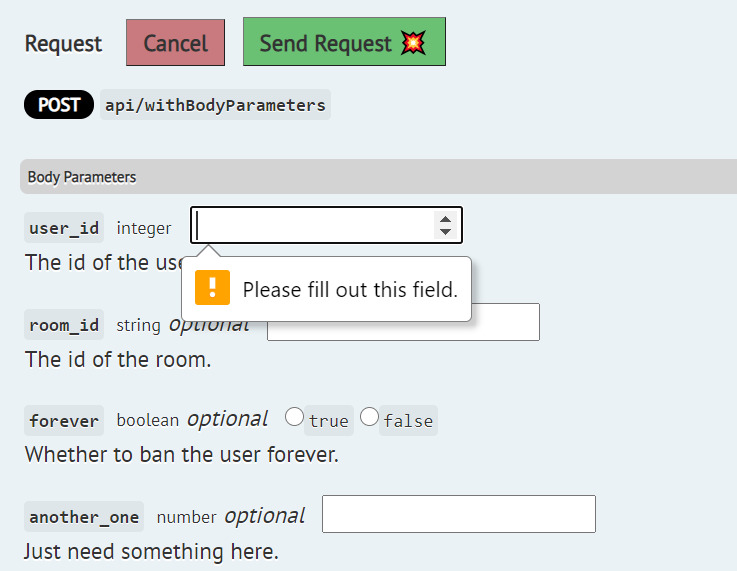 Request Cancel Send Request 💥
POST api/withBodyParameters
Body Parameters
user_id integer
The id of the use
Please fill out this field.
room_id string optional
The id of the room.
forever boolean optional true false
Whether to ban the user forever.
another_one number optional
Just need something here.